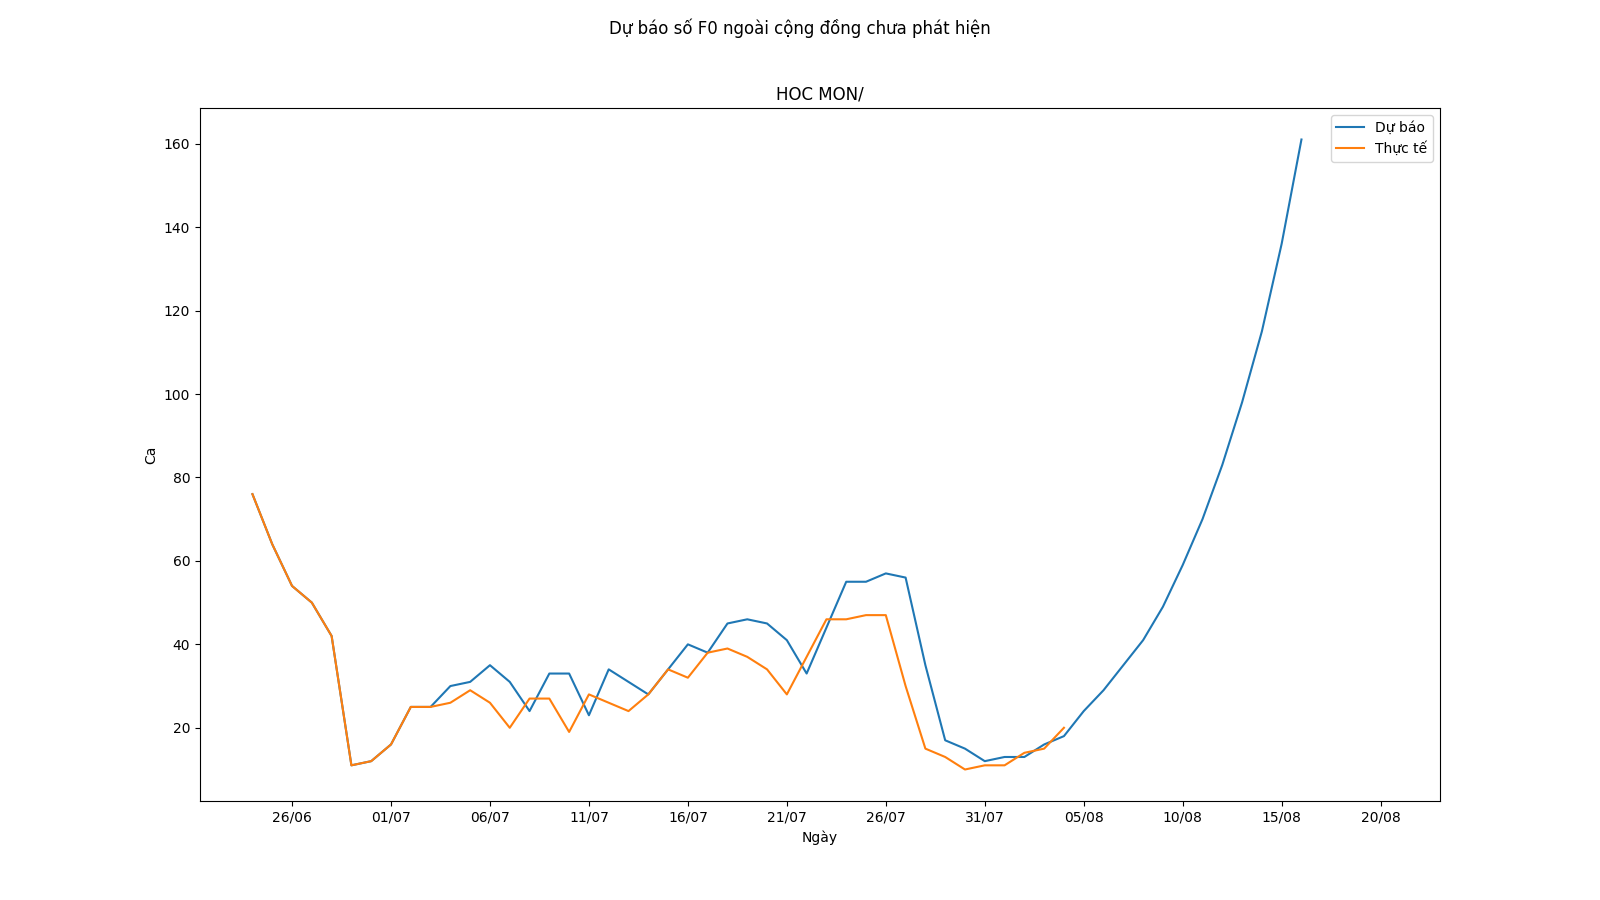 Dự báo số F0 ngoài cộng đồng chưa phát hiện
HOC MON/
Dự báo
Thực tế
160
140
120
100
80
60
40
20
Ca
26/06 01/07 06/07 11/07 16/07 21/07 26/07 31/07 05/08 10/08 15/08 20/08
Ngày